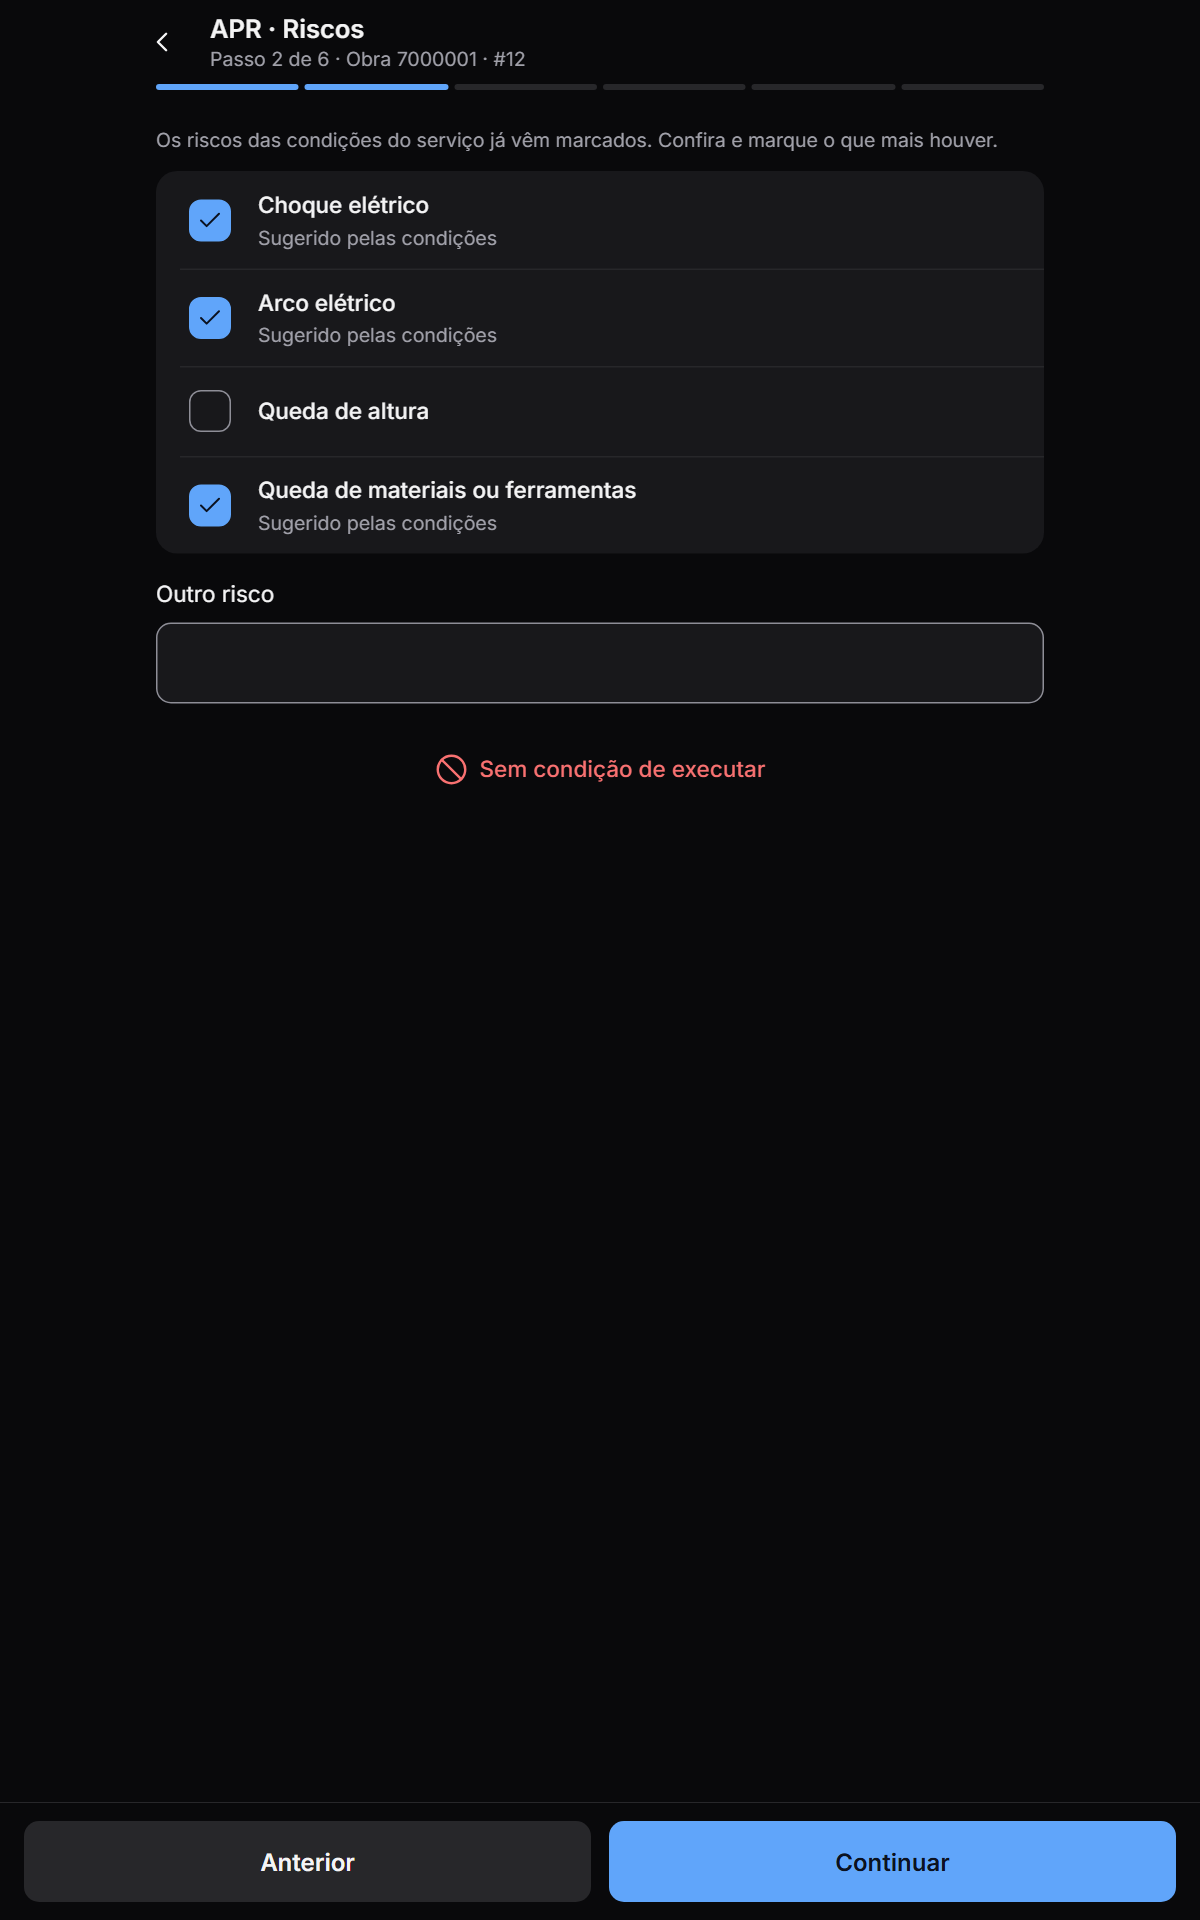 APR · Riscos
Passo 2 de 6 · Obra 7000001 · #12
Os riscos das condições do serviço já vêm marcados. Confira e marque o que mais houver.
Choque elétrico
Sugerido pelas condições
Arco elétrico
Sugerido pelas condições
Queda de altura
Queda de materiais ou ferramentas
Sugerido pelas condições
Outro risco
Sem condição de executar
Anterior
Continuar